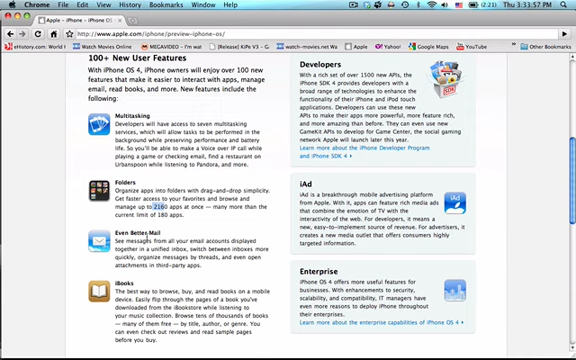 Chrome File Edit View History Bookmarks Window Help
(2:21) Thu 3:33:57 PM
Apple - iPhone - iPhone OS
http://www.apple.com/iphone/preview-iphone-os/
eHistory.com: World Watch Movies Online MEGAVIDEO - I'm wat [Release] KiPe V3 - G watch-movies.net Wa Apple Yahoo! Google Maps YouTube Other Bookmarks
100+ New User Features
With iPhone OS 4, iPhone owners will enjoy over 100 new
features that make it easier to interact with apps, manage
email, read books, and more. New features include the
following:
Multitasking
Developers will have access to seven multitasking
services, which will allow tasks to be performed in the
background while preserving performance and battery
life. So you'll be able to make a Voice over IP call while
playing a game or checking email, find a restaurant on
Urbanspoon while listening to Pandora, and more.
Folders
Organize apps into folders with drag-and-drop simplicity.
Get faster access to your favorites and browse and
manage up to 2160 apps at once — many more than the
current limit of 180 apps.
Even Better Mail
See messages from all your email accounts displayed
together in a unified inbox, switch between inboxes more
quickly, organize messages by threads, and even open
attachments in third-party apps.
iBooks
The best way to browse, buy, and read books on a mobile
device. Easily flip through the pages of a book you've
downloaded from the iBookstore while listening to
your music collection. Browse tens of thousands of books
— many of them free — by title, author, or genre. You
can even check out reviews and read sample pages
before you buy.
Developers
With a rich set of over 1500 new APIs, the
iPhone SDK 4 provides developers with a
broad range of technologies to enhance the
functionality of their iPhone and iPod touch
applications. Developers can use new APIs
to make their apps more powerful, feature rich,
and more amazing than before. They can even use new
GameKit APIs to develop for Game Center, the social gaming
network Apple will launch later this year.
Learn more about the iPhone Developer Program
and iPhone SDK 4
iAd
iAd is a breakthrough mobile advertising platform
from Apple. With it, apps can feature rich media ads
that combine the emotion of TV with the
interactivity of the web. For developers, it means a
new, easy-to-implement source of revenue. For advertisers, it
creates a new media outlet that offers consumers highly
targeted information.
Enterprise
iPhone OS 4 offers more useful features for
businesses. With enhancements to security,
scalability, and compatibility, IT managers have
even more reasons to deploy iPhone throughout
their enterprises.
Learn more about the enterprise capabilities of iPhone OS 4